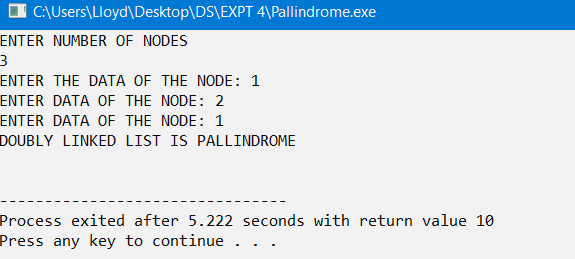 C:\Users\Lloyd\Desktop\DS\EXPT 4\Pallindrome.exe
ENTER NUMBER OF NODES
3
ENTER THE DATA OF THE NODE: 1
ENTER DATA OF THE NODE: 2
ENTER DATA OF THE NODE: 1
DOUBLY LINKED LIST IS PALLINDROME
--------------------------------
Process exited after 5.222 seconds with return value 10
Press any key to continue . . .